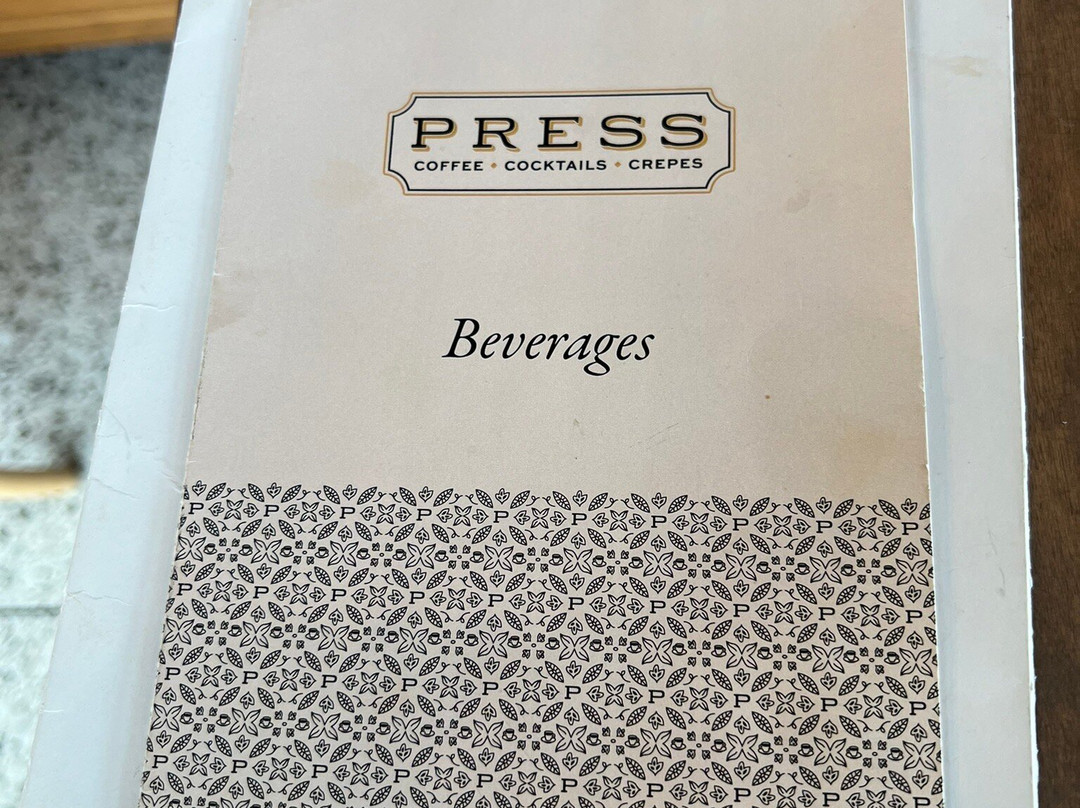 PRESS
COFFEE • COCKTAILS • CREPES
Beverages